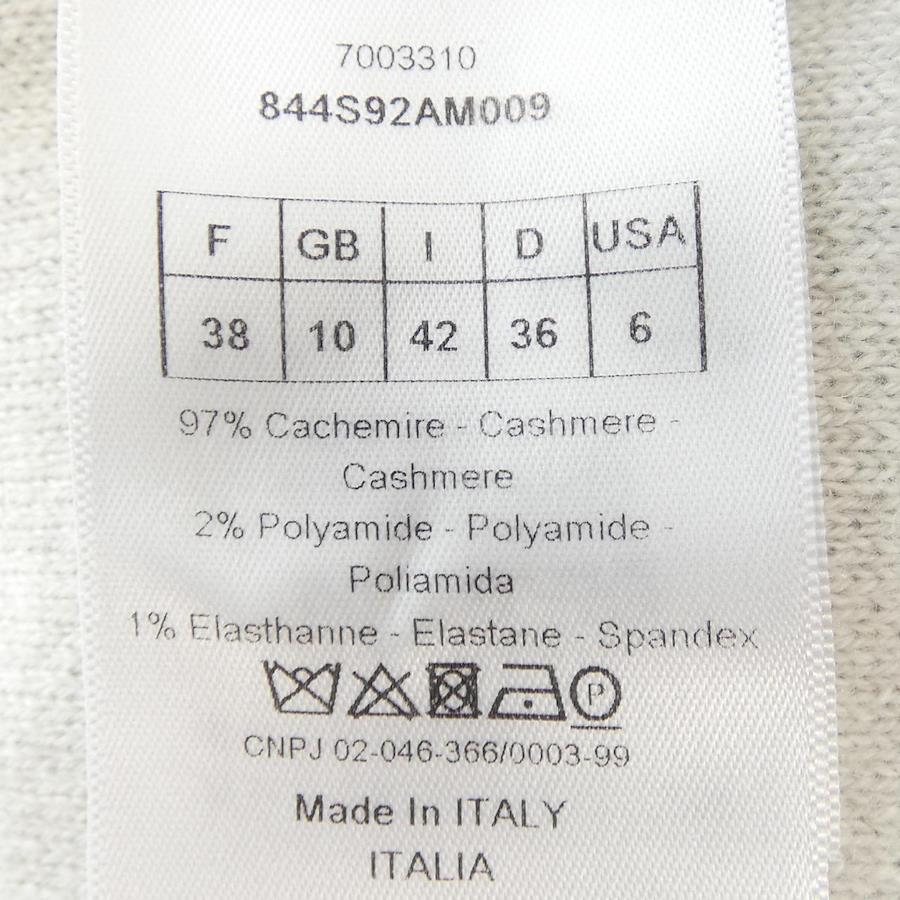 7003310
844S92AM009
F GB I D USA
38 10 42 36 6
97% Cachemire - Cashmere -
Cashmere
2% Polyamide - Polyamide -
Poliamida
1% Elasthanne - Elastane - Spandex
P
CNPJ 02-046-366/0003-99
Made In ITALY
ITALIA